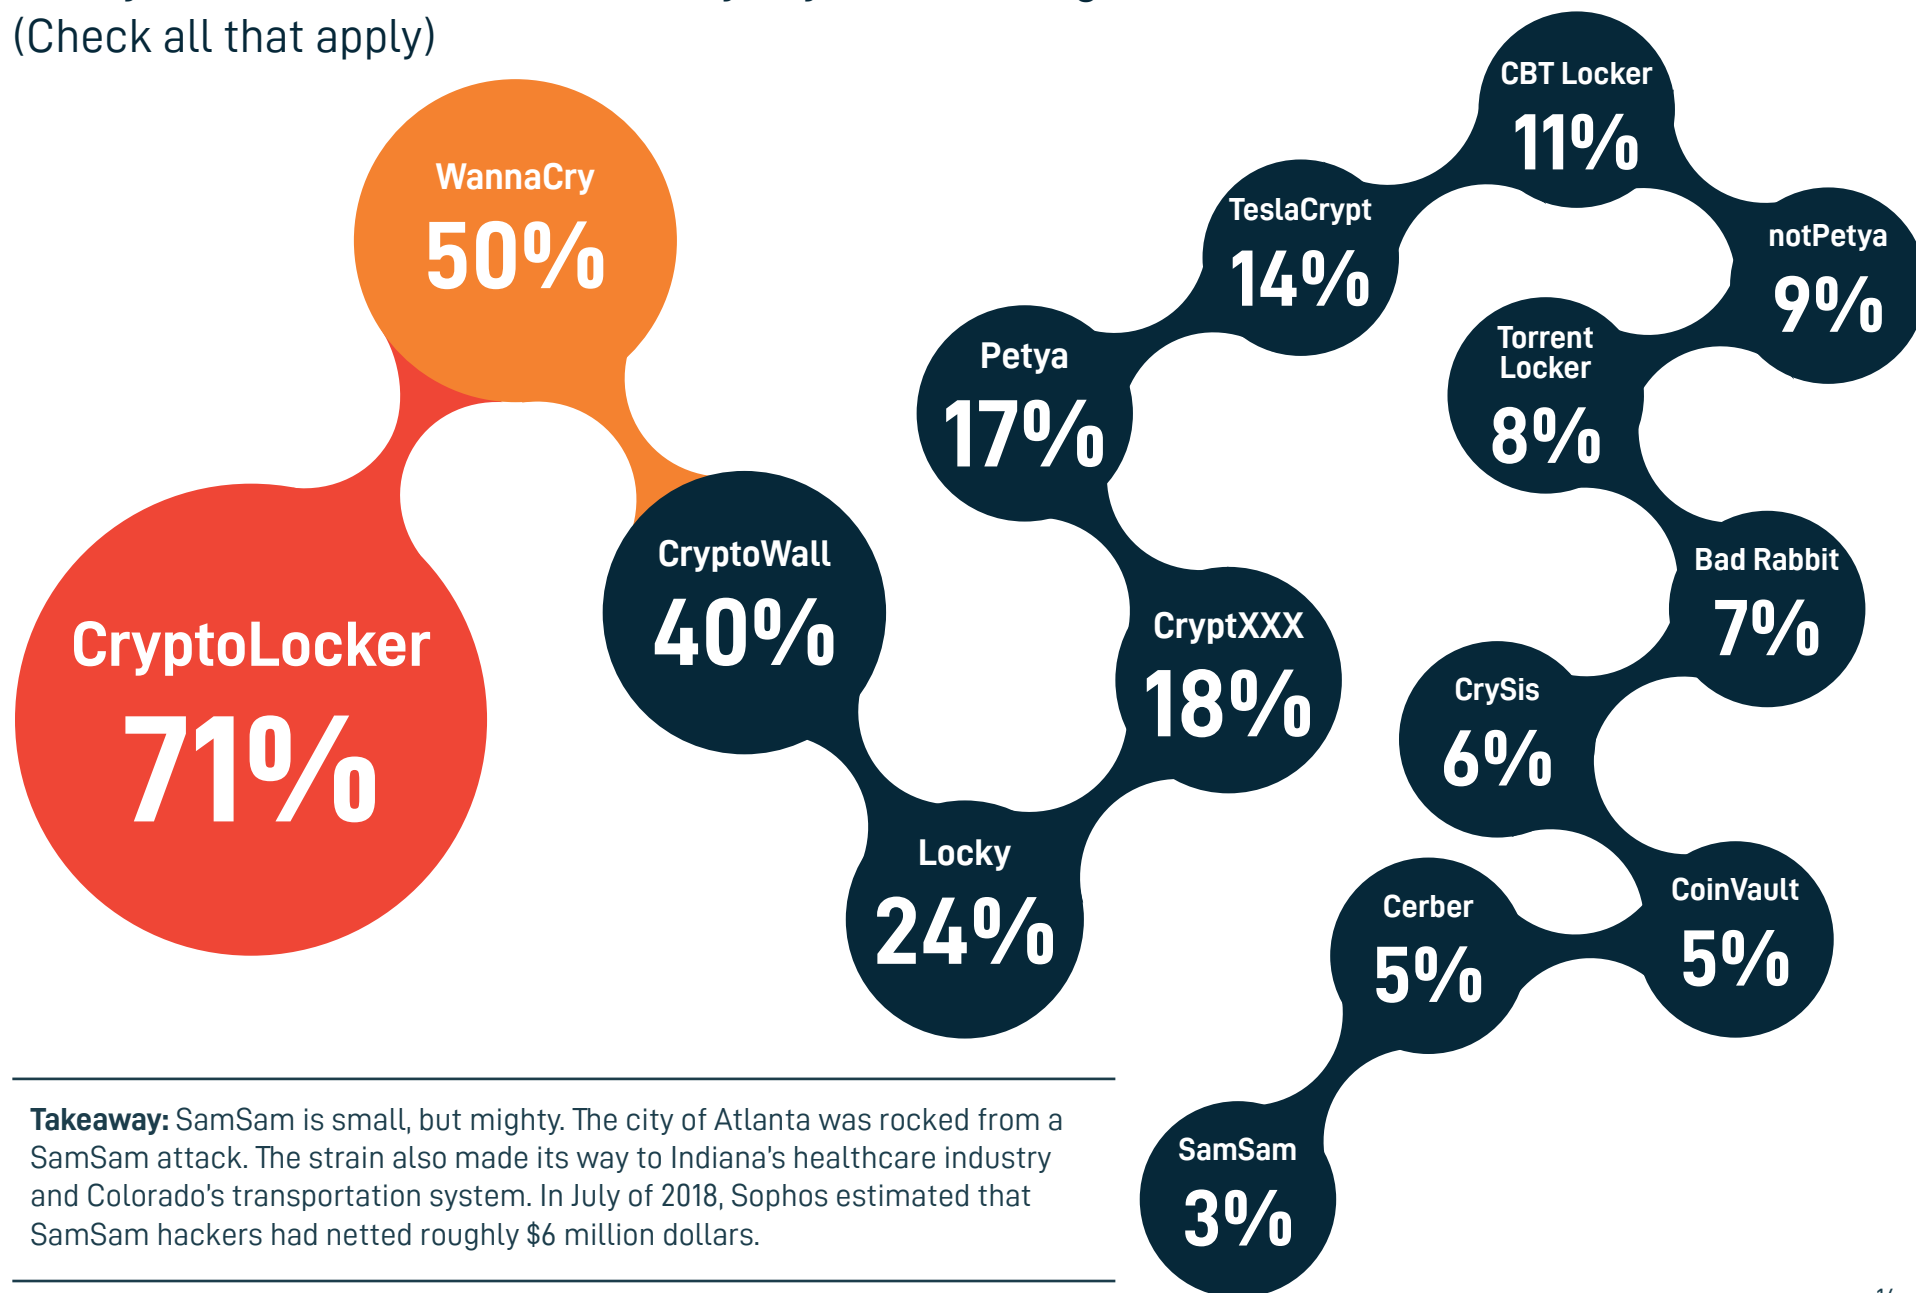 (Check all that apply)
CryptoLocker
71%
WannaCry
50%
CryptoWall
40%
Locky
24%
CryptXXX
18%
Petya
17%
TeslaCrypt
14%
CBT Locker
11%
notPetya
9%
Torrent
Locker
8%
Bad Rabbit
7%
CrySis
6%
CoinVault
5%
Cerber
5%
SamSam
3%
Takeaway: SamSam is small, but mighty. The city of Atlanta was rocked from a
SamSam attack. The strain also made its way to Indiana's healthcare industry
and Colorado's transportation system. In July of 2018, Sophos estimated that
SamSam hackers had netted roughly $6 million dollars.